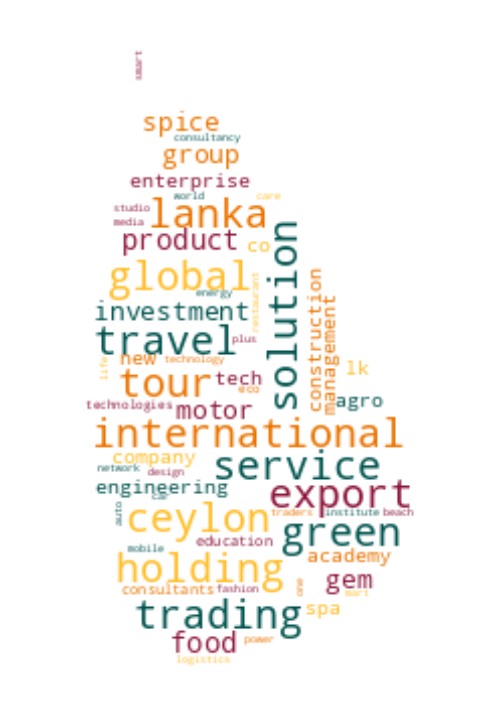 smart
spice
consultancy
group
enterprise
world care
studio
lanka
media
product co
solution
global
energy
restaurant
investment
construction
management
travel plus
new technology
life
lk
tour tech
eco
agro
technologies motor
international
company
service
network design
engineering
car
export
auto
ceylon traders institute beach
green
education
mobile
academy
holding
gem
consultants fashion one mart
spa
trading
food power
logistics